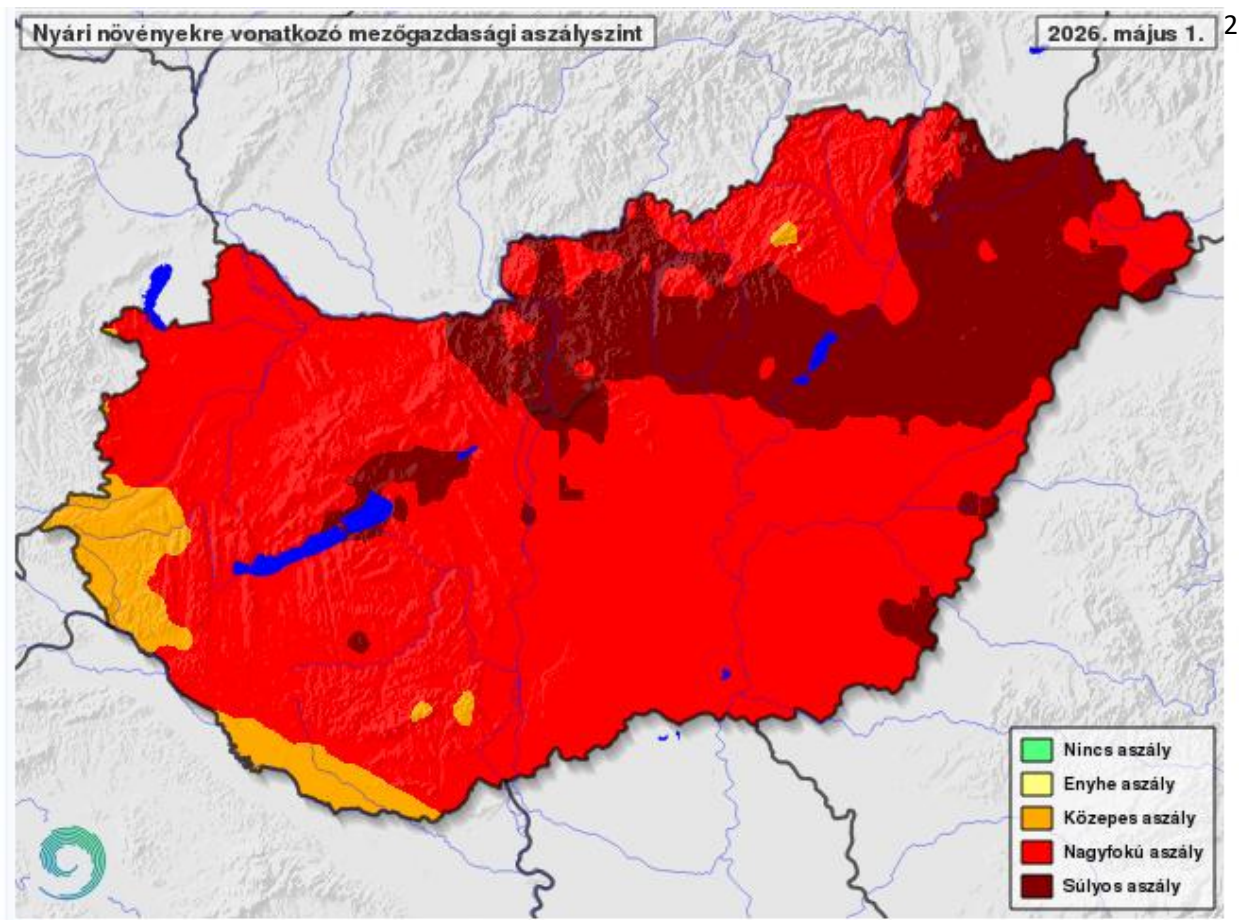 Nyári növényekre vonatkozó mezőgazdasági aszályszint
2026. május 1.
2
Nincs aszály
Enyhe aszály
Közepes aszály
Nagyfokú aszály
Súlyos aszály